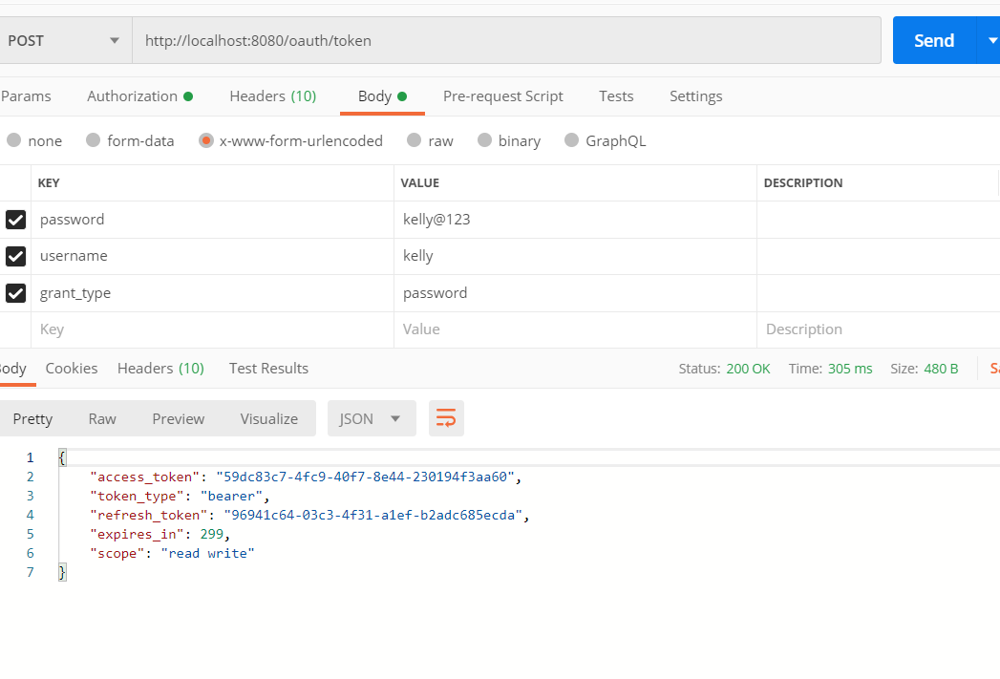 POST http://localhost:8080/oauth/token Send
Params Authorization Headers (10) Body Pre-request Script Tests Settings
none form-data x-www-form-urlencoded raw binary GraphQL
KEY VALUE DESCRIPTION
password kelly@123
username kelly
grant_type password
Key Value Description
Body Cookies Headers (10) Test Results Status: 200 OK Time: 305 ms Size: 480 B
Pretty Raw Preview Visualize JSON
1 {
2 "access_token": "59dc83c7-4fc9-40f7-8e44-230194f3aa60",
3 "token_type": "bearer",
4 "refresh_token": "96941c64-03c3-4f31-a1ef-b2adc685ecda",
5 "expires_in": 299,
6 "scope": "read write"
7 }